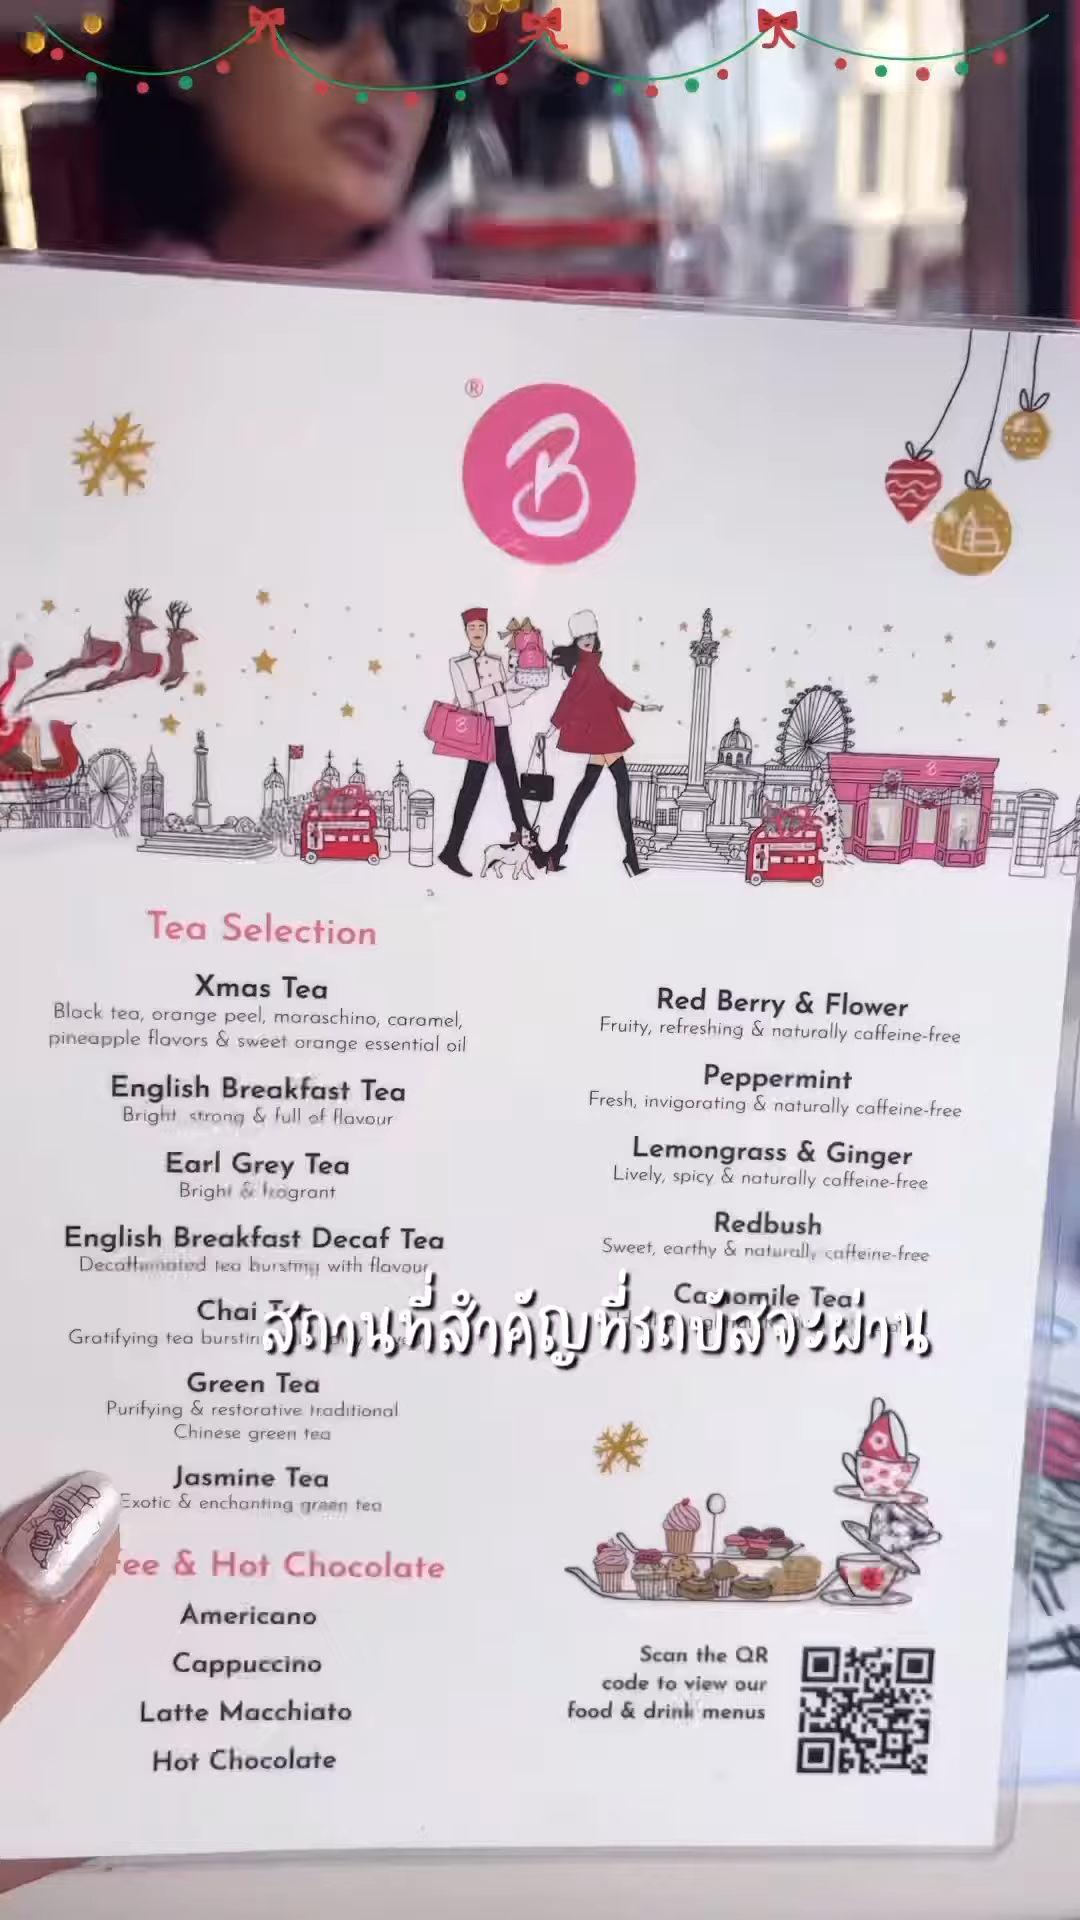 ®
B
Tea Selection
Xmas Tea
Black tea, orange peel, maraschino, caramel,
pineapple flavors & sweet orange essential oil
English Breakfast Tea
Bright, strong & full of flavour
Earl Grey Tea
Bright & fragrant
English Breakfast Decaf Tea
Decaffeinated tea bursting with flavour
Chai
Gratifying tea
Green Tea
Purifying & restorative traditional
Chinese green tea
Jasmine Tea
Exotic & enchanting green tea
Red Berry & Flower
Fruity, refreshing & naturally caffeine-free
Peppermint
Fresh, invigorating & naturally caffeine-free
Lemongrass & Ginger
Lively, spicy & naturally caffeine-free
Redbush
Sweet, earthy & naturally caffeine-free
Camomile Tea
สถานที่สำคัญที่รถบัสจะผ่าน
& Hot Chocolate
Americano
Cappuccino
Latte Macchiato
Hot Chocolate
Scan the QR
code to view our
food & drink menus